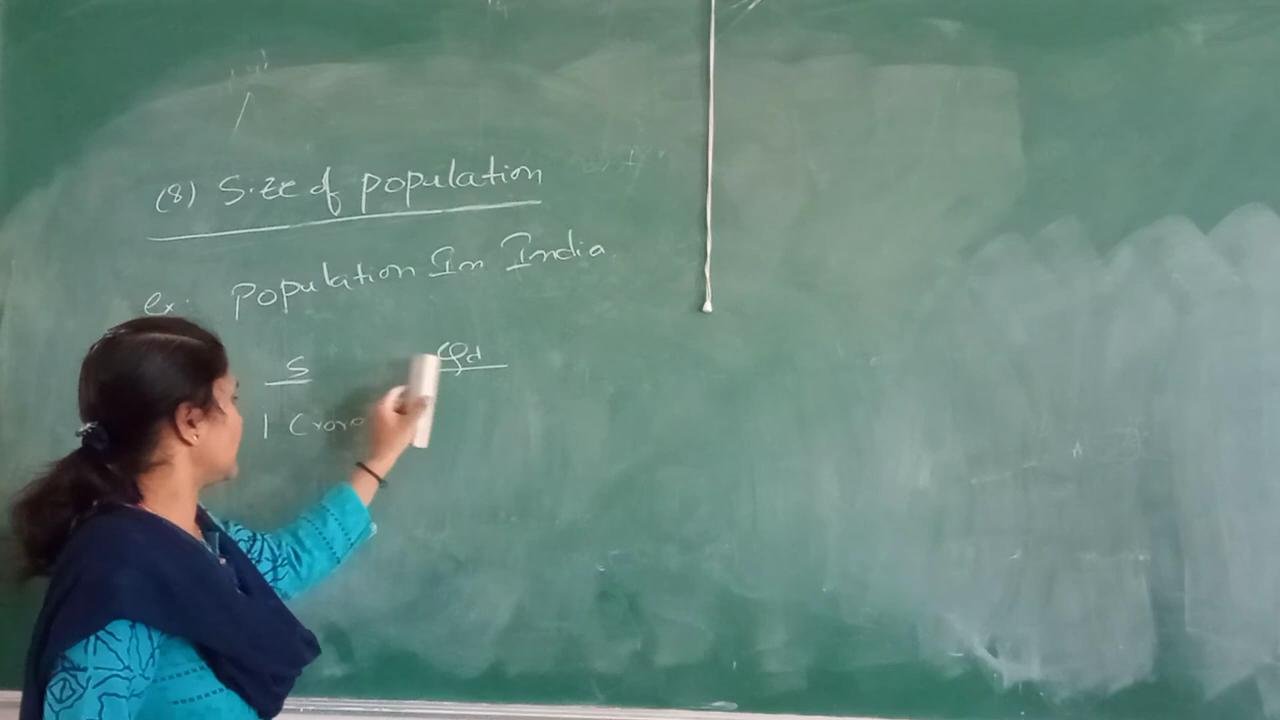 (8) Size of population
ex: Population In India
S Qd
1 Crore